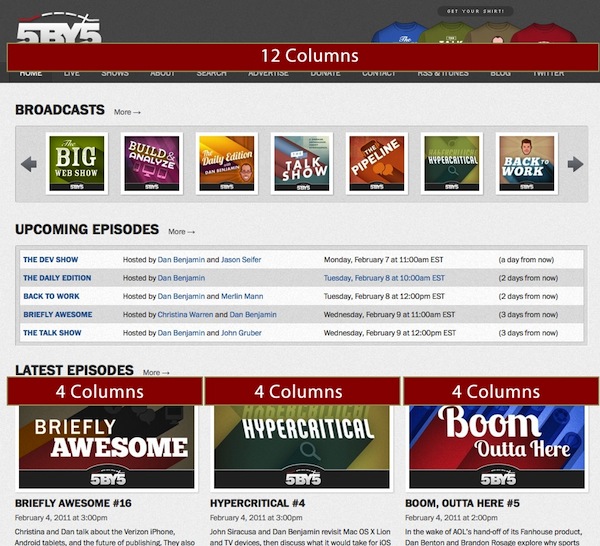 GET YOUR SHIRT!
5BY5
12 Columns
HOME LIVE SHOWS ABOUT SEARCH ADVERTISE DONATE CONTACT RSS & ITUNES BLOG TWITTER
BROADCASTS More →
The BIG WEB SHOW 5BY5
BUILD & ANALYZE 5BY5
The Daily Edition WITH DAN BENJAMIN 5BY5
THE TALK SHOW 5BY5
THE PIPELINE 5BY5
HYPERCRITICAL 5BY5
BACK TO WORK 5BY5
UPCOMING EPISODES More →
THE DEV SHOW Hosted by Dan Benjamin and Jason Seifer Monday, February 7 at 11:00am EST (a day from now)
THE DAILY EDITION Hosted by Dan Benjamin Tuesday, February 8 at 10:00am EST (2 days from now)
BACK TO WORK Hosted by Dan Benjamin and Merlin Mann Tuesday, February 8 at 12:00pm EST (2 days from now)
BRIEFLY AWESOME Hosted by Christina Warren and Dan Benjamin Wednesday, February 9 at 11:00am EST (3 days from now)
THE TALK SHOW Hosted by Dan Benjamin and John Gruber Wednesday, February 9 at 12:00pm EST (3 days from now)
LATEST EPISODES More →
4 Columns 4 Columns 4 Columns
BRIEFLY AWESOME 5BY5
HYPERCRITICAL HYPERCRITICAL 5BY5
Boom Outta Here 5BY5
BRIEFLY AWESOME #16
February 4, 2011 at 3:00pm
Christina and Dan talk about the Verizon iPhone,
Android tablets, and the future of publishing. They also
HYPERCRITICAL #4
February 4, 2011 at 3:00pm
John Siracusa and Dan Benjamin revisit Mac OS X Lion
and TV devices, then discuss what it would take for iOS
BOOM, OUTTA HERE #5
February 4, 2011 at 2:00pm
In the wake of AOL's hand-off of its Fanhouse product,
Dan Benton and Brandon Rosage explore why sports